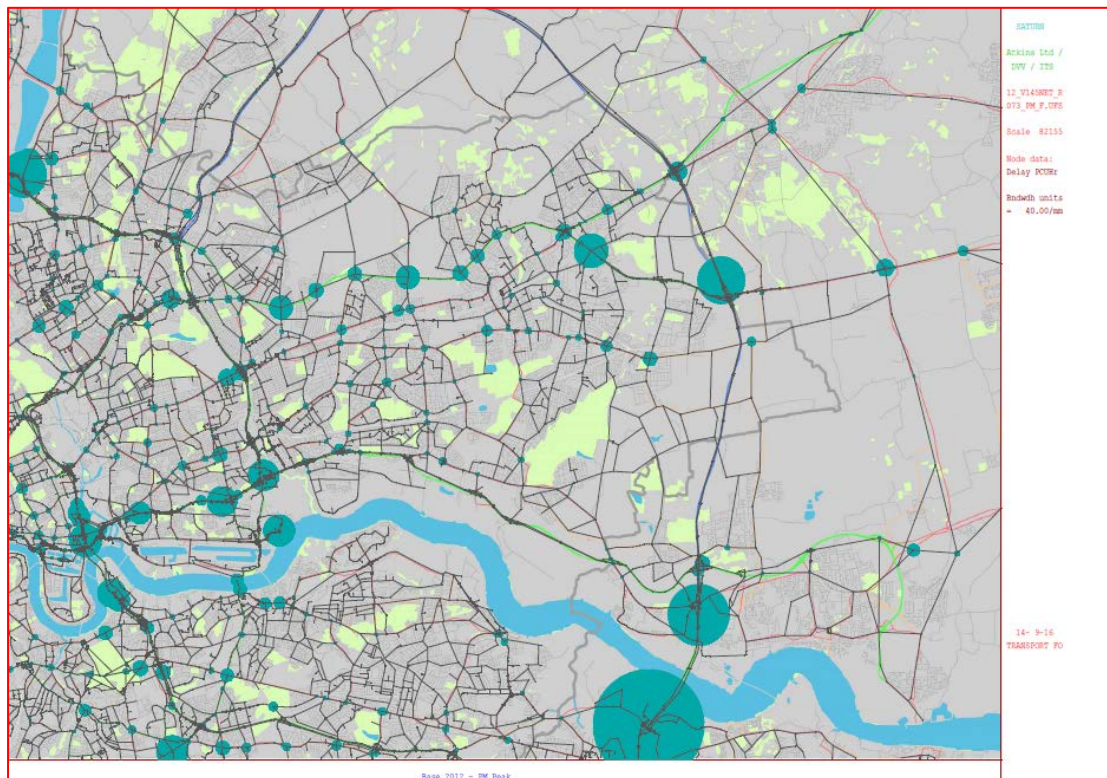 SATURN
Atkins Ltd /
DVV / ITS
12_V145NET_R
073_PM_F.UFS
Scale 82155
Node data:
Delay PCUHr
Bndwdh units
= 40.00/mm
14- 9-16
TRANSPORT FO
Base 2012 - PM Peak